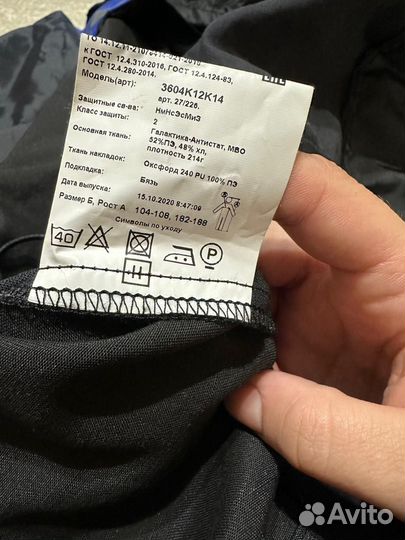 к ГОСТ 12.4.310-2016, ГОСТ 12.4.124-83,
ГОСТ 12.4.280-2014.
Модель(арт): 3604К12К14
арт. 27/226,
Защитные св-ва: НмНсЭсМиЗ
Класс защиты: 2
Основная ткань: Галактика-Антистат, МВО
52%ПЭ, 48% ХЛ,
плотность 214г
Ткань накладок: Оксфорд 240 PU 100% ПЭ
Подкладка: Бязь
Дата выпуска: 15.10.2020 8:47:09
Размер Б, Рост А 104-108, 182-188
Символы по уходу
40
P
Avito